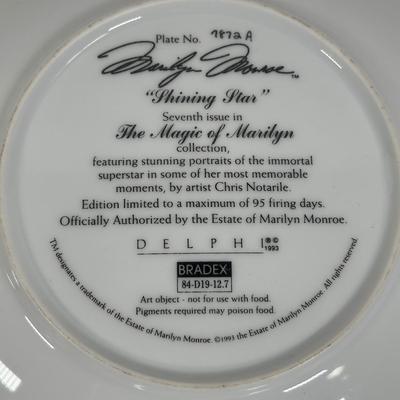 Plate No. 7872 A
Marilyn Monroe™
"Shining Star"
Seventh issue in
The Magic of Marilyn
collection,
featuring stunning portraits of the immortal
superstar in some of her most memorable
moments, by artist Chris Notarile.
Edition limited to a maximum of 95 firing days.
Officially Authorized by the Estate of Marilyn Monroe.
DELPHI®©
1993
BRADEX
84-D19-12.7
Art object - not for use with food.
Pigments required may poison food.
TM designates a trademark of the Estate of Marilyn Monroe. ©1993 the Estate of Marilyn Monroe. All rights reserved.